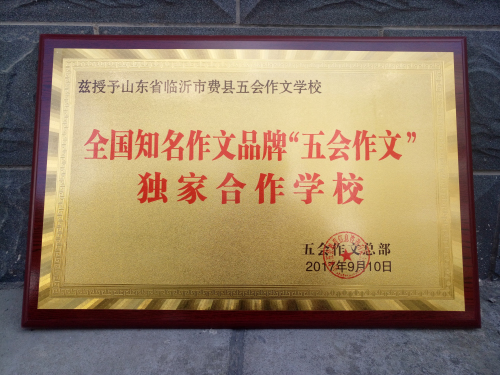 兹授予山东省临沂市费县五会作文学校
全国知名作文品牌“五会作文”
独家合作学校
五会作文总部
2017年9月10日